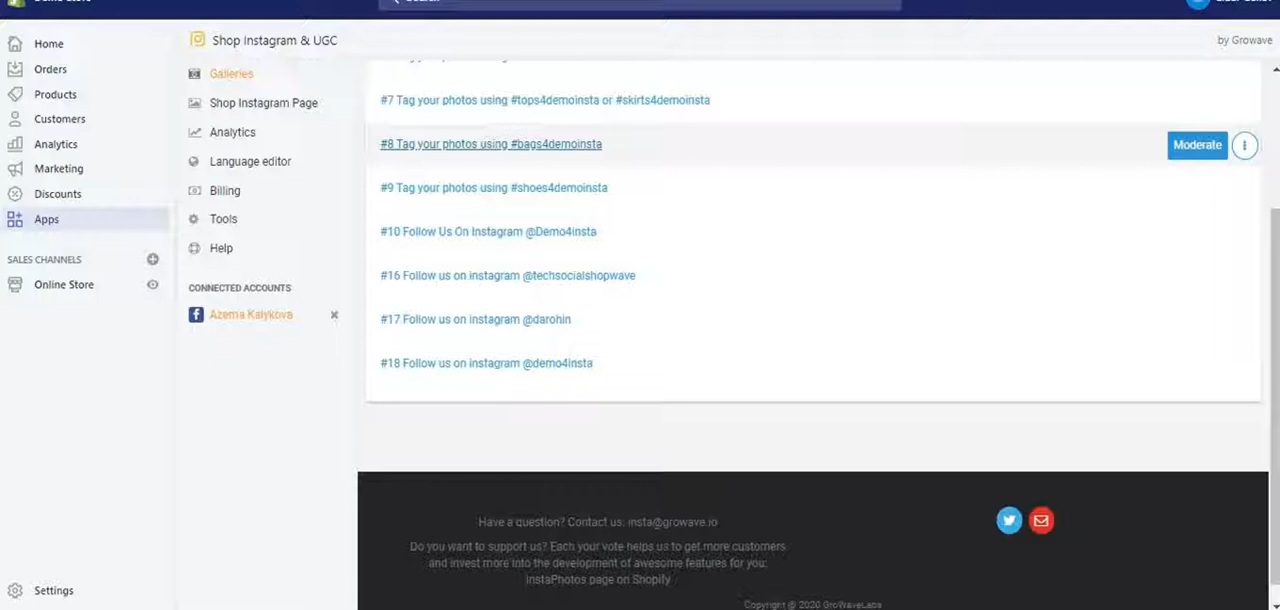 Shop Instagram & UGC
by Growave
Home
Orders
Products
Customers
Analytics
Marketing
Discounts
Apps
SALES CHANNELS
Online Store
Settings
Galleries
Shop Instagram Page
Analytics
Language editor
Billing
Tools
Help
CONNECTED ACCOUNTS
Azema Kalykova
#7 Tag your photos using #tops4demoinsta or #skirts4demoinsta
#8 Tag your photos using #bags4demoinsta
Moderate
#9 Tag your photos using #shoes4demoinsta
#10 Follow Us On Instagram @Demo4insta
#16 Follow us on instagram @techsocialshopwave
#17 Follow us on instagram @darohin
#18 Follow us on instagram @demo4insta
Have a question? Contact us: insta@growave.io
Do you want to support us? Each your vote helps us to get more customers
and invest more into the development of awesome features for you:
InstaPhotos page on Shopify
Copyright @ 2020 GroWaveLabs